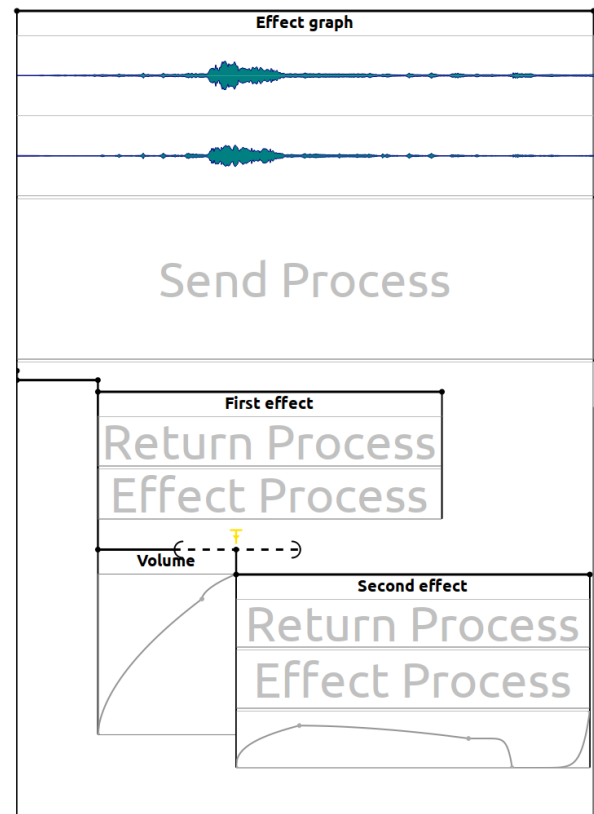 Effect graph
Send Process
First effect
Return Process
Effect Process
Volume
Second effect
Return Process
Effect Process